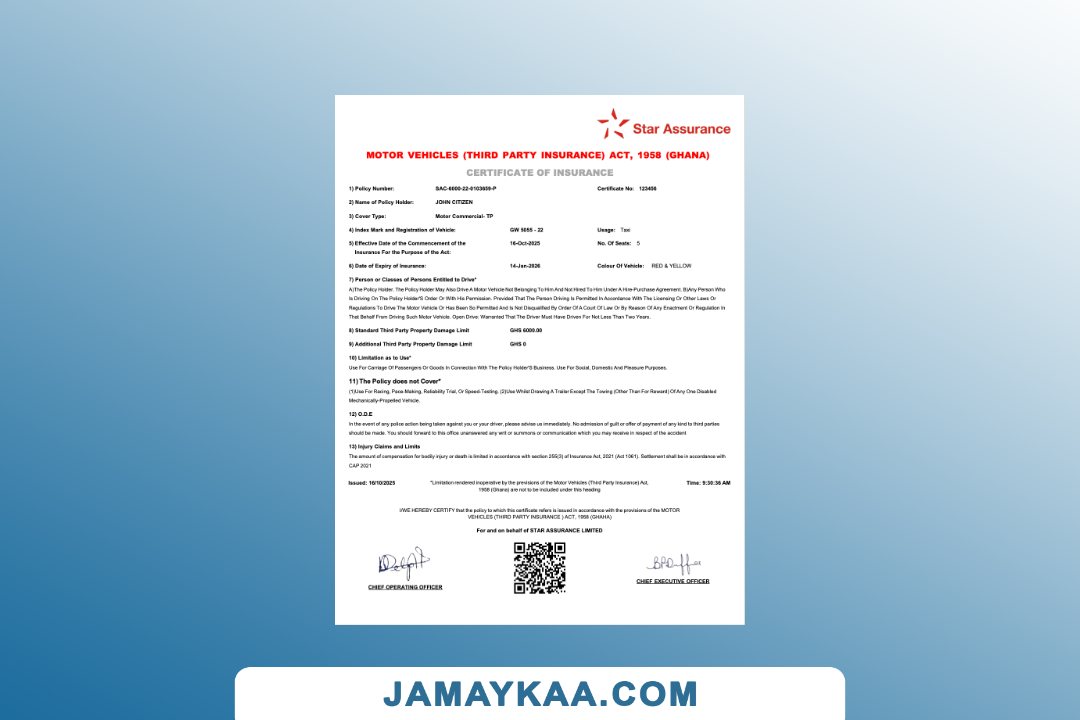 Star Assurance
MOTOR VEHICLES (THIRD PARTY INSURANCE) ACT, 1958 (GHANA)
CERTIFICATE OF INSURANCE
1) Policy Number: SAC-6000-22-0103659-P Certificate No: 123456
2) Name of Policy Holder: JOHN CITIZEN
3) Cover Type: Motor Commercial- TP
4) Index Mark and Registration of Vehicle: GW 5055 - 22 Usage: Taxi
5) Effective Date of the Commencement of the 16-Oct-2025 No. Of Seats: 5
Insurance For the Purpose of the Act:
6) Date of Expiry of Insurance: 14-Jan-2026 Colour Of Vehicle: RED & YELLOW
7) Person or Classes of Persons Entitled to Drive*
A)The Policy Holder. The Policy Holder May Also Drive A Motor Vehicle Not Belonging To Him And Not Hired To Him Under A Hire-Purchase Agreement. B)Any Person Who
Is Driving On The Policy Holder'S Order Or With His Permission. Provided That The Person Driving Is Permitted In Accordance With The Licensing Or Other Laws Or
Regulations To Drive The Motor Vehicle Or Has Been So Permitted And Is Not Disqualified By Order Of A Court Of Law Or By Reason Of Any Enactment Or Regulation In
That Behalf From Driving Such Motor Vehicle. Open Drive: Warranted That The Driver Must Have Driven For Not Less Than Two Years.
8) Standard Third Party Property Damage Limit GHS 6000.00
9) Additional Third Party Property Damage Limit GHS 0
10) Limitation as to Use*
Use For Carriage Of Passengers Or Goods In Connection With The Policy Holder'S Business. Use For Social, Domestic And Pleasure Purposes.
11) The Policy does not Cover*
(1)Use For Racing, Pace-Making, Reliability Trial, Or Speed-Testing. (2)Use Whilst Drawing A Trailer Except The Towing (Other Than For Reward) Of Any One Disabled
Mechanically-Propelled Vehicle.
12) O.D.E
In the event of any police action being taken against you or your driver, please advise us immediately. No admission of guilt or offer of payment of any kind to third parties
should be made. You should forward to this office unanswered any writ or summons or communication which you may receive in respect of the accident
13) Injury Claims and Limits
The amount of compensation for bodily injury or death is limited in accordance with section 255(3) of Insurance Act, 2021 (Act 1061). Settlement shall be in accordance with
CAP 2021
Issued: 16/10/2025 *Limitation rendered inoperative by the provisions of the Motor Vehicles (Third Party Insurance) Act, Time: 9:30:36 AM
1958 (Ghana) are not to be included under this heading
I/WE HEREBY CERTIFY that the policy to which this certificate refers is issued in accordance with the provisions of the MOTOR
VEHICLES (THIRD PARTY INSURANCE ) ACT, 1958 (GHANA)
For and on behalf of STAR ASSURANCE LIMITED
CHIEF OPERATING OFFICER
CHIEF EXECUTIVE OFFICER
JAMAYKAA.COM